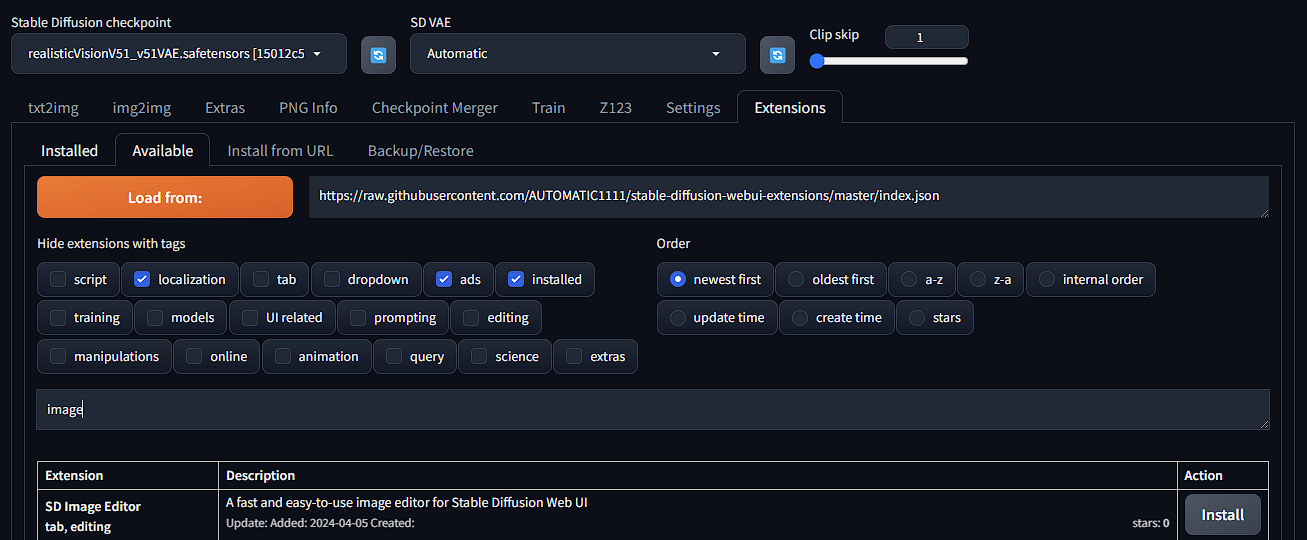 Stable Diffusion checkpoint
SD VAE
Clip skip
1
realisticVisionV51_v51VAE.safetensors [15012c5
Automatic
txt2img img2img Extras PNG Info Checkpoint Merger Train Z123 Settings Extensions
Installed Available Install from URL Backup/Restore
Load from:
https://raw.githubusercontent.com/AUTOMATIC1111/stable-diffusion-webui-extensions/master/index.json
Hide extensions with tags
script localization tab dropdown ads installed
training models UI related prompting editing
manipulations online animation query science extras
Order
newest first oldest first a-z z-a internal order
update time create time stars
image
Extension Description Action
SD Image Editor
tab, editing
A fast and easy-to-use image editor for Stable Diffusion Web UI
Update: Added: 2024-04-05 Created:
stars: 0
Install